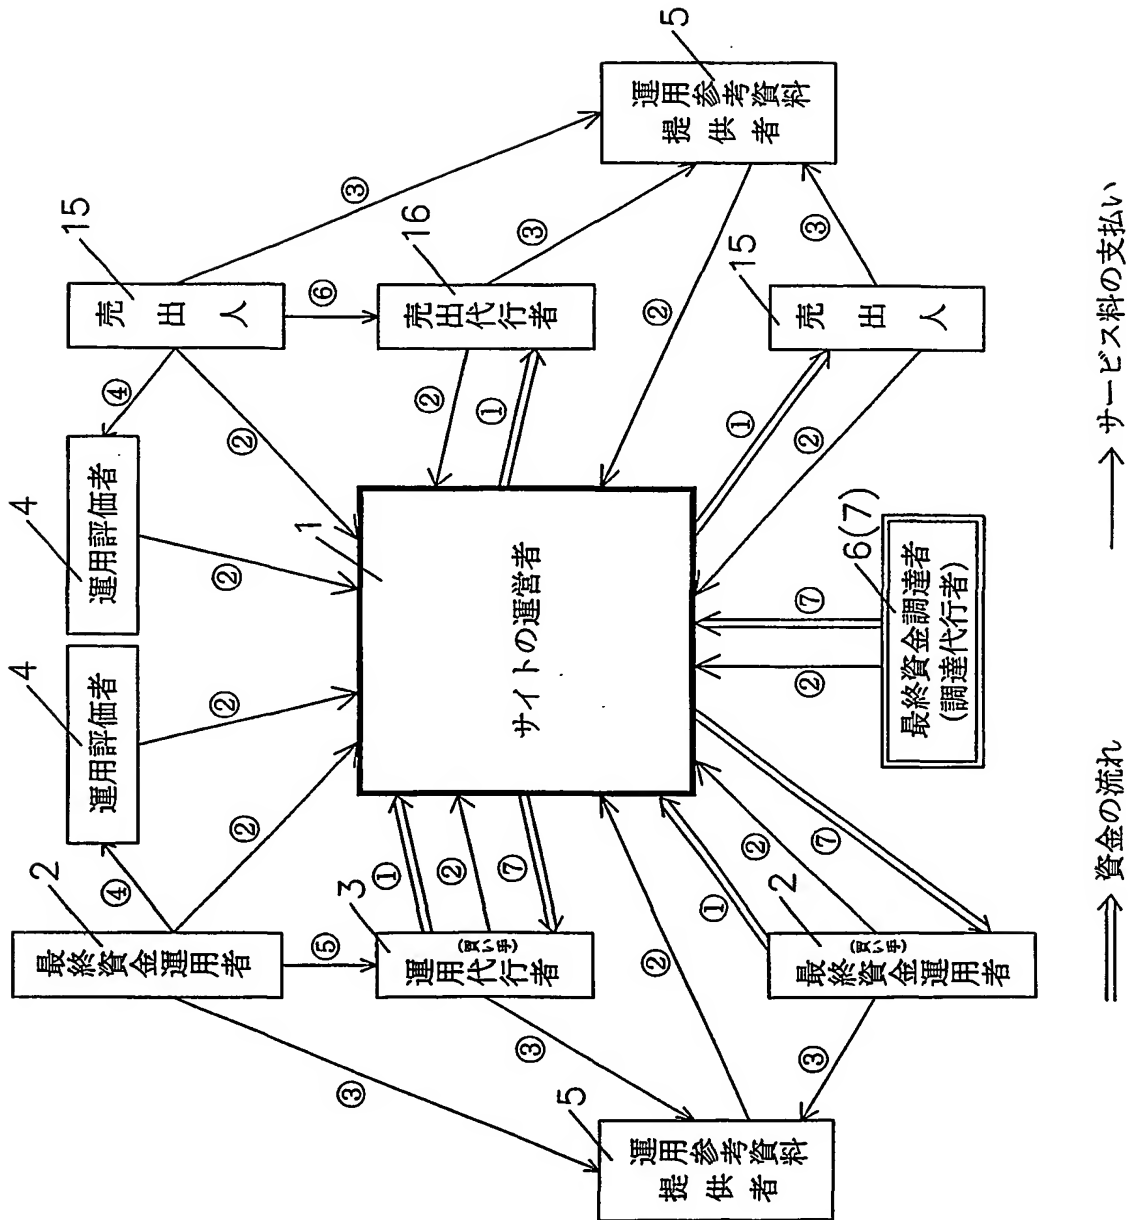 4
運用評価者
4
運用評価者
④
②
②
④
2
最終資金運用者
②
②
15
売出人
⑤
⑥
3
運用代行者
(買い手)
①
②
⑦
1
サイトの運営者
②
①
16
売出代行者
③
③
③
③
5
運用参考資料
提供者
②
②
5
運用参考資料
提供者
③
2
最終資金運用者
(買い手)
①
②
⑦
②
⑦
6(7)
最終資金調達者
(調達代行者)
①
②
15
売出人
③
資金の流れ
サービス料の支払い